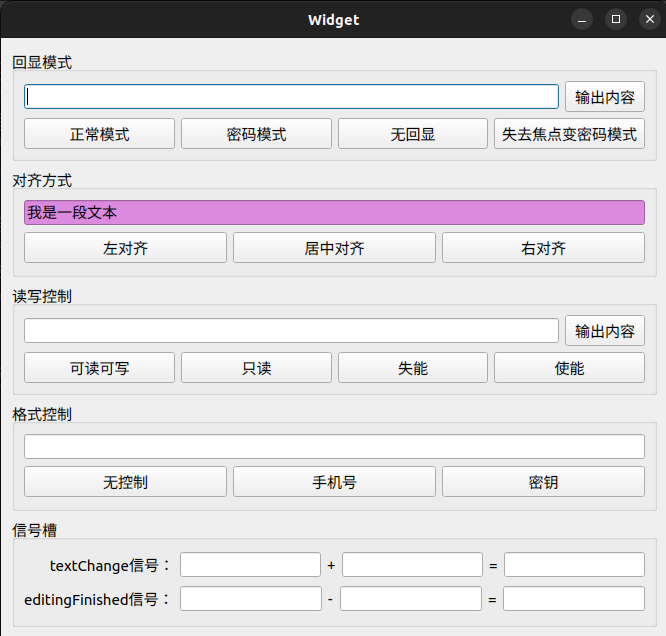 Widget
回显模式
输出内容
正常模式 密码模式 无回显 失去焦点变密码模式
对齐方式
我是一段文本
左对齐 居中对齐 右对齐
读写控制
输出内容
可读可写 只读 失能 使能
格式控制
无控制 手机号 密钥
信号槽
textChange信号： + =
editingFinished信号： - =